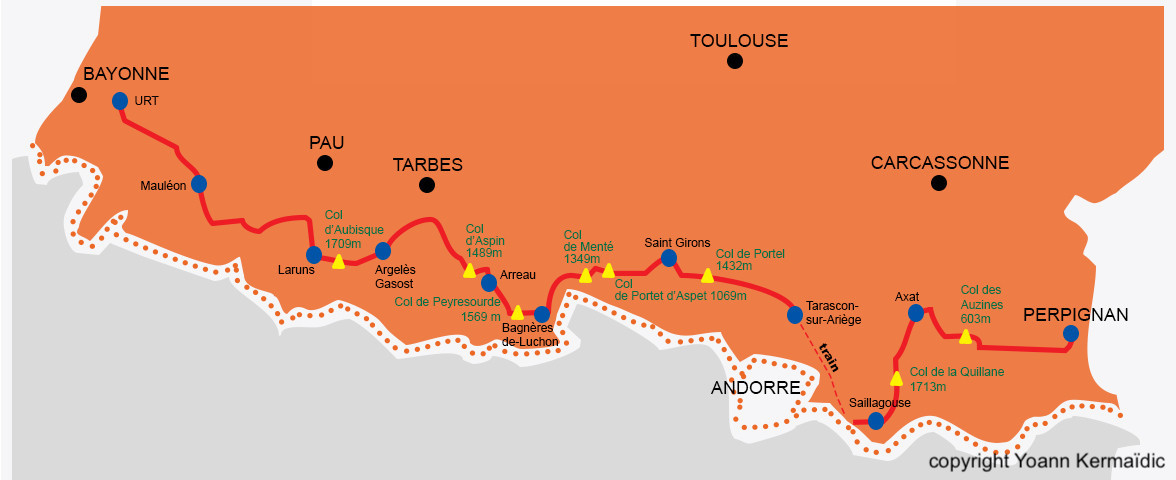 TOULOUSE
BAYONNE
URT
PAU
TARBES
CARCASSONNE
Mauléon
Col
d'Aubisque
1709m
Laruns
Argelès
Gasost
Col
d'Aspin
1489m
Arreau
Col de Peyresourde
1569 m
Bagnères
de-Luchon
Col
de Menté
1349m
Saint Girons
Col
de Portet d'Aspet 1069m
Col de Portel
1432m
Tarascon-
sur-Ariège
train
ANDORRE
Saillagouse
Axat
Col des
Auzines
603m
PERPIGNAN
Col de la Quillane
1713m
copyright Yoann Kermaïdic